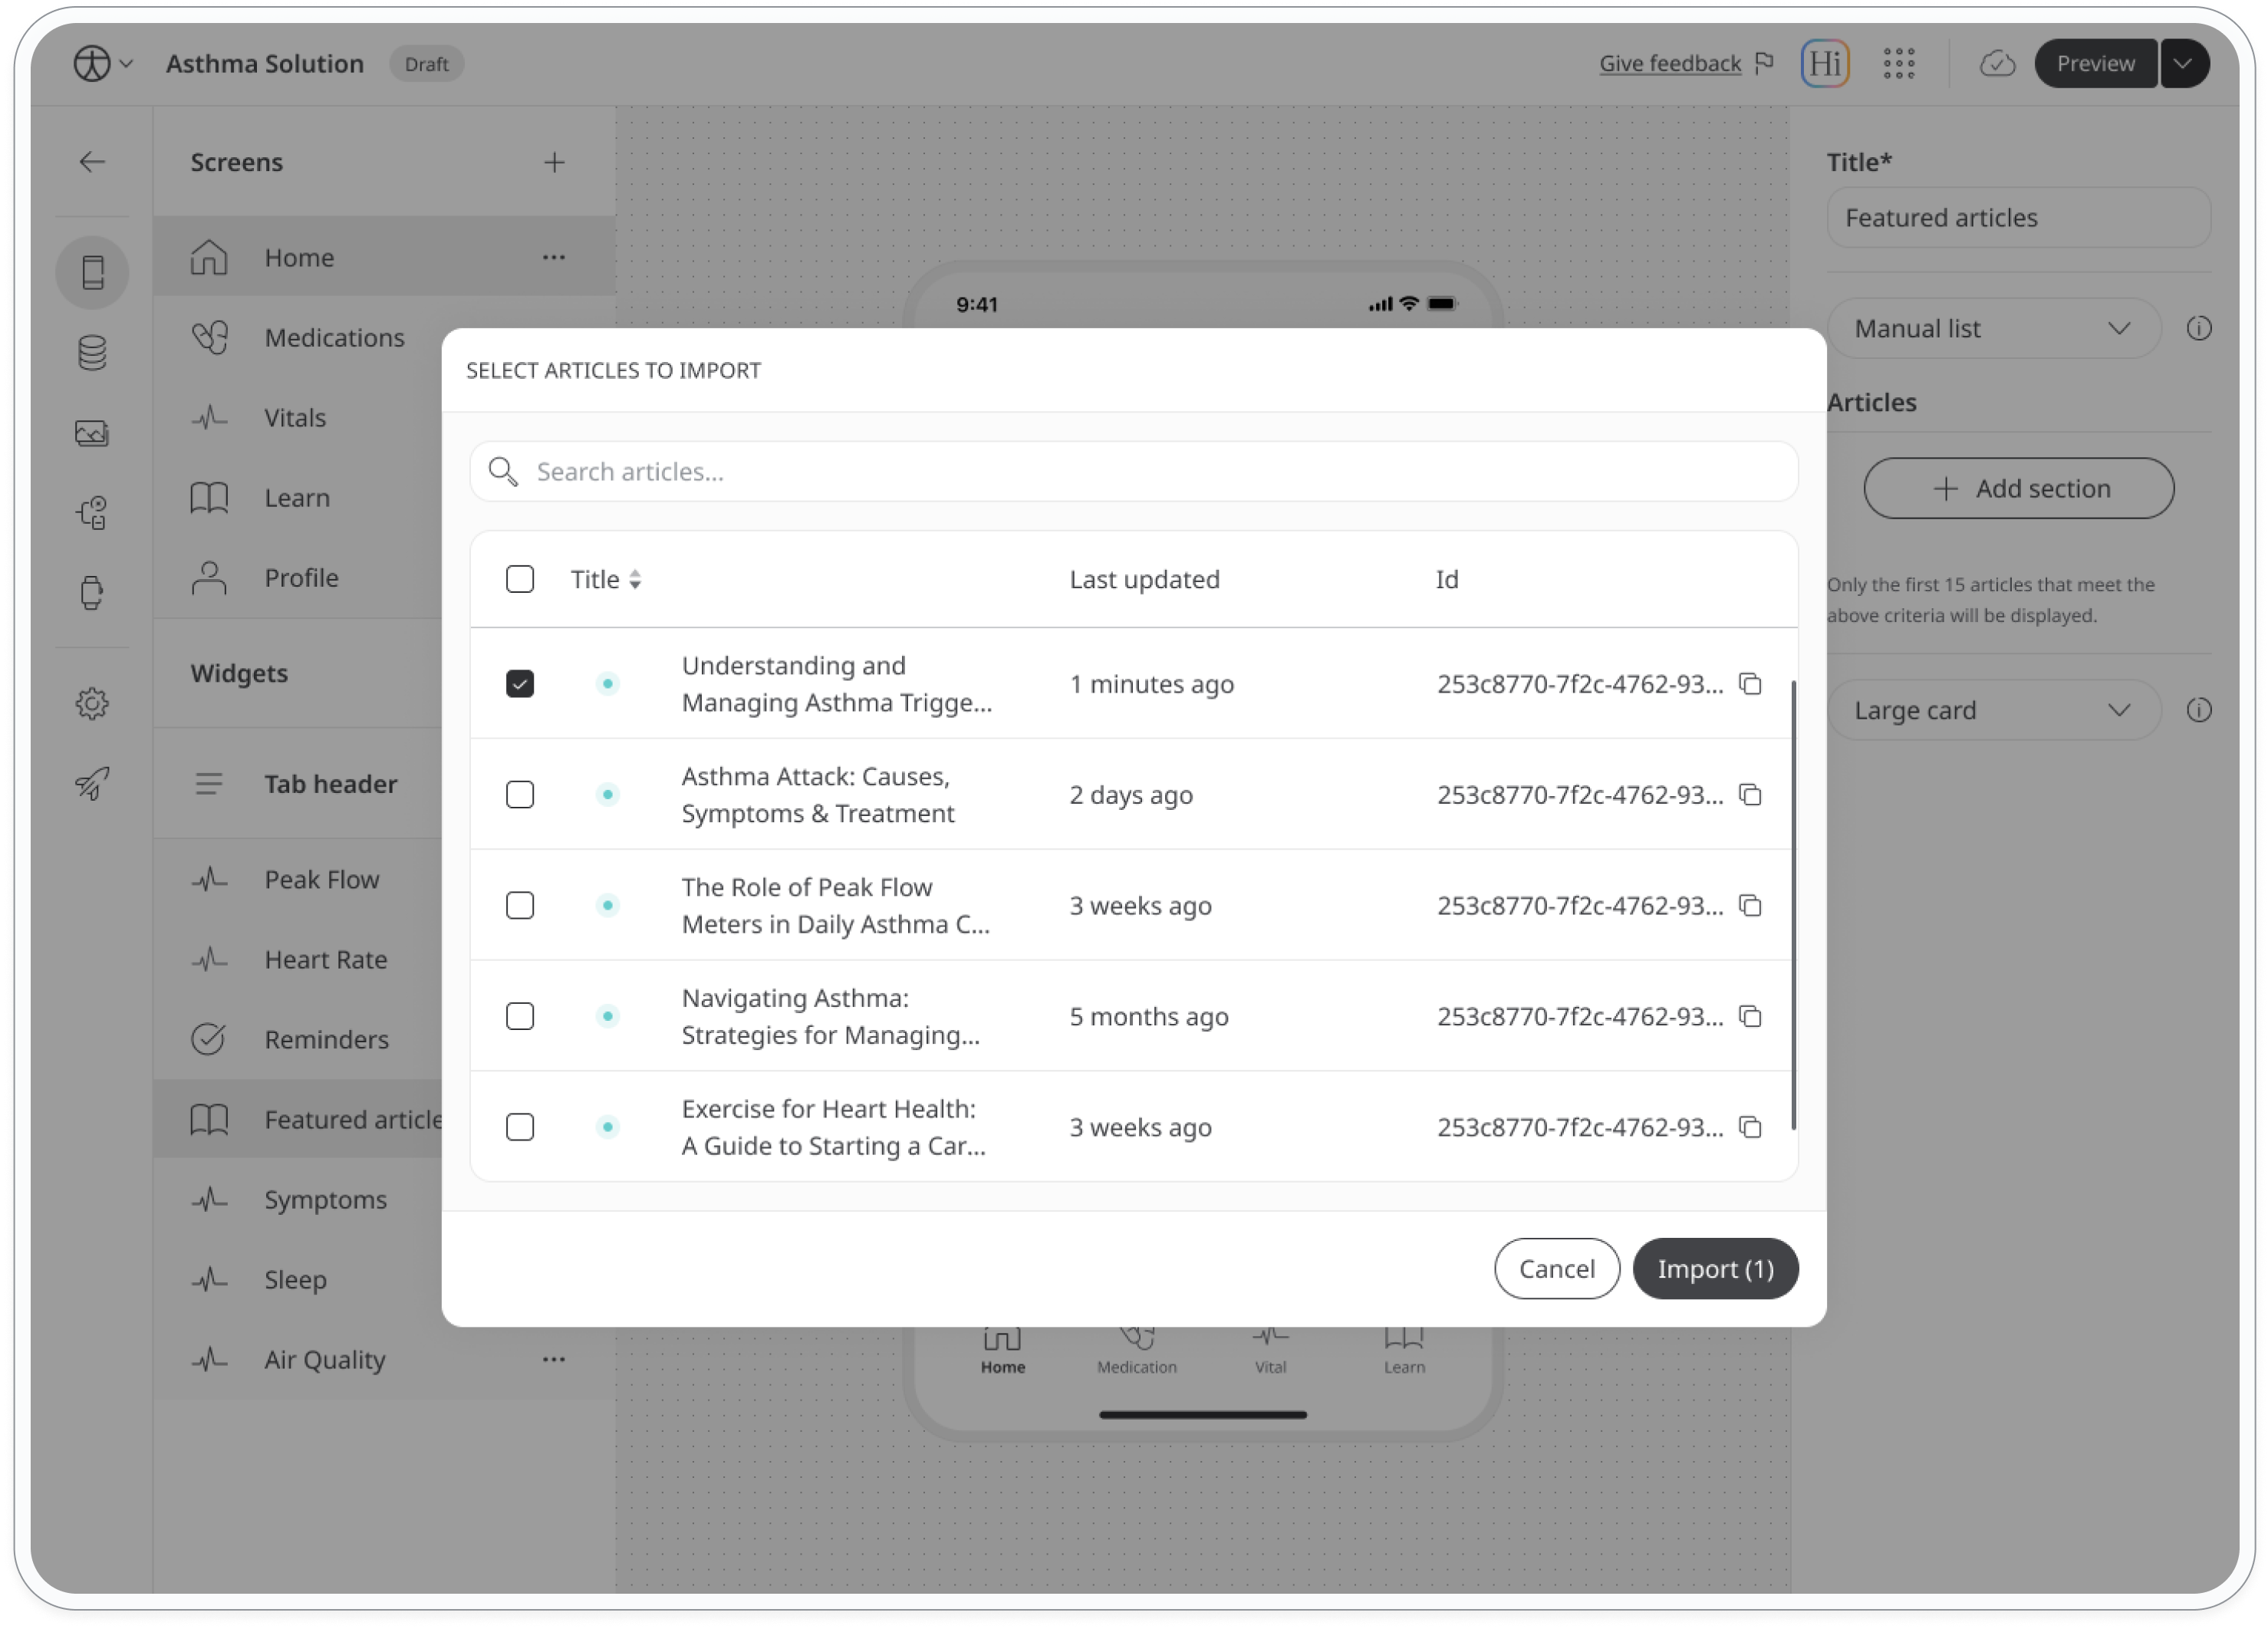 Asthma Solution
Draft
Give feedback
Hi
Preview
Screens
Home
Medications
Vitals
Learn
Profile
Widgets
Tab header
Peak Flow
Heart Rate
Reminders
Featured article
Symptoms
Sleep
Air Quality
9:41
SELECT ARTICLES TO IMPORT
Search articles...
Title
Last updated
Id
Understanding and
Managing Asthma Trigge...
1 minutes ago
253c8770-7f2c-4762-93...
Asthma Attack: Causes,
Symptoms & Treatment
2 days ago
253c8770-7f2c-4762-93...
The Role of Peak Flow
Meters in Daily Asthma C...
3 weeks ago
253c8770-7f2c-4762-93...
Navigating Asthma:
Strategies for Managing...
5 months ago
253c8770-7f2c-4762-93...
Exercise for Heart Health:
A Guide to Starting a Car...
3 weeks ago
253c8770-7f2c-4762-93...
Cancel
Import (1)
Home
Medication
Vital
Learn
Title*
Featured articles
Manual list
Articles
Add section
Only the first 15 articles that meet the
above criteria will be displayed.
Large card